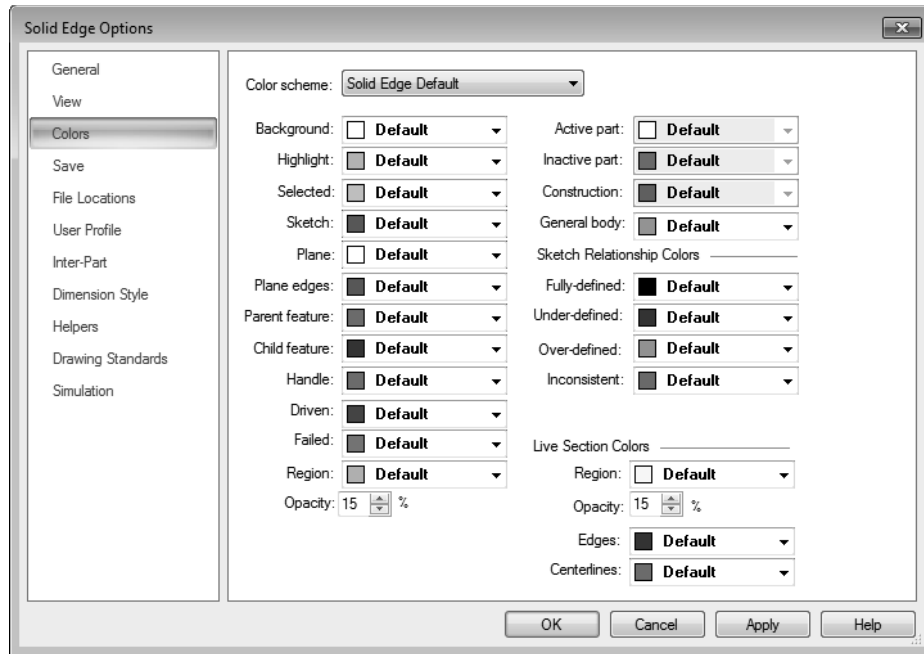 Solid Edge Options
General
View
Colors
Save
File Locations
User Profile
Inter-Part
Dimension Style
Helpers
Drawing Standards
Simulation
Color scheme: Solid Edge Default
Background: Default
Highlight: Default
Selected: Default
Sketch: Default
Plane: Default
Plane edges: Default
Parent feature: Default
Child feature: Default
Handle: Default
Driven: Default
Failed: Default
Region: Default
Opacity: 15 %
Active part: Default
Inactive part: Default
Construction: Default
General body: Default
Sketch Relationship Colors
Fully-defined: Default
Under-defined: Default
Over-defined: Default
Inconsistent: Default
Live Section Colors
Region: Default
Opacity: 15 %
Edges: Default
Centerlines: Default
OK Cancel Apply Help